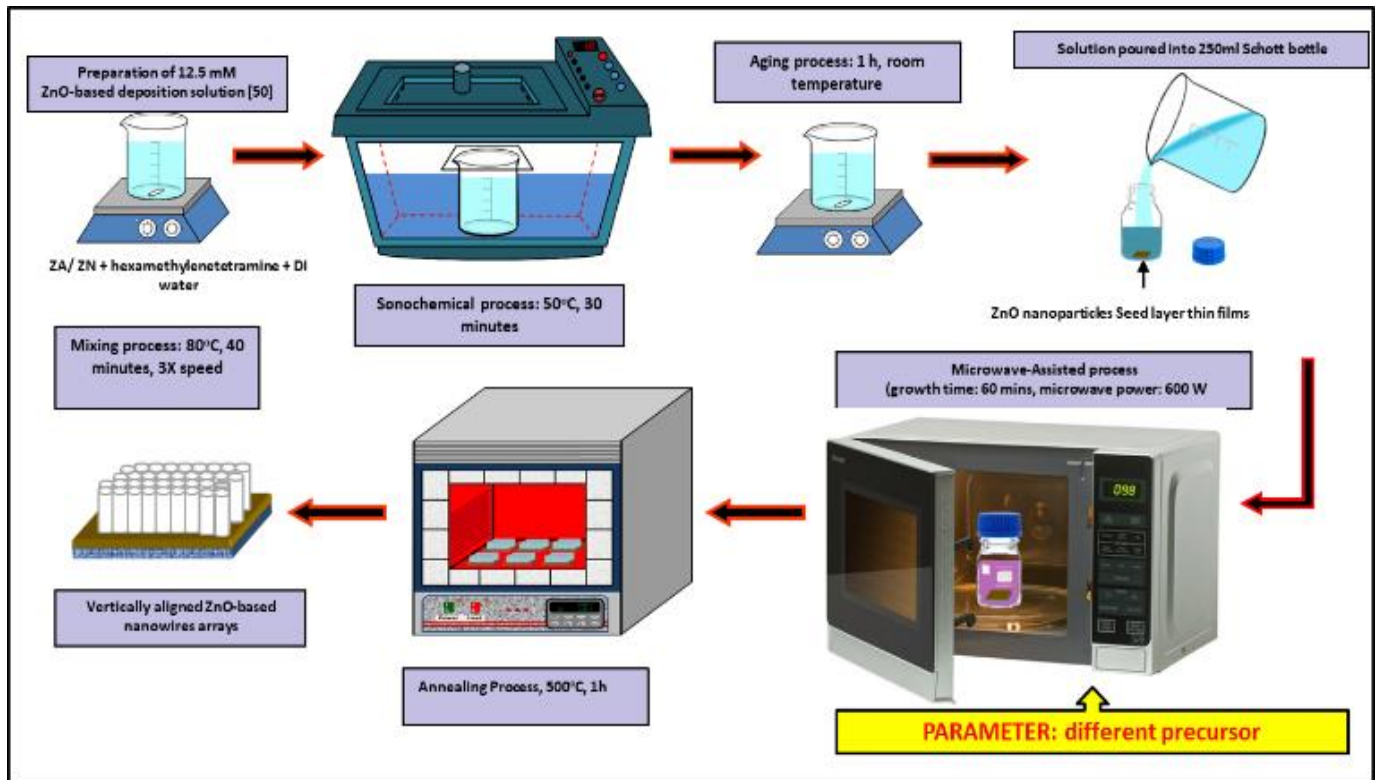 Preparation of 12.5 mM
ZnO-based deposition solution [50]
ZA/ ZN + hexamethylenetetramine + DI
water
Sonochemical process: 50°C, 30
minutes
Aging process: 1 h, room
temperature
Solution poured into 250ml Schott bottle
ZnO nanoparticles Seed layer thin films
Mixing process: 80°C, 40
minutes, 3X speed
Microwave-Assisted process
(growth time: 60 mins, microwave power: 600 W
098
Vertically aligned ZnO-based
nanowires arrays
Annealing Process, 500°C, 1h
PARAMETER: different precursor